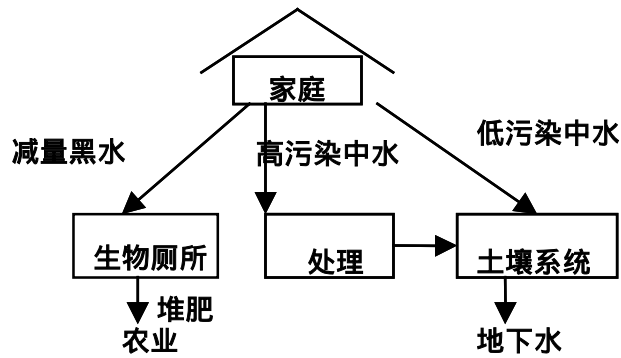 家庭
减量黑水
高污染中水
低污染中水
生物厕所
处理
土壤系统
堆肥
农业
地下水